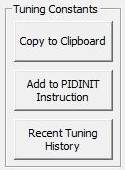 Tuning Constants
Copy to Clipboard
Add to PIDINIT
Instruction
Recent Tuning
History